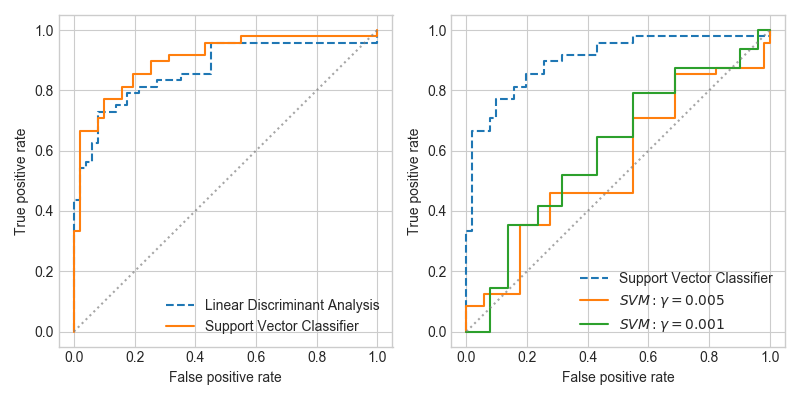 1.0
0.8
0.6
0.4
0.2
0.0
True positive rate
Linear Discriminant Analysis
Support Vector Classifier
0.0 0.2 0.4 0.6 0.8 1.0
False positive rate
1.0
0.8
0.6
0.4
0.2
0.0
True positive rate
Support Vector Classifier
SVM : γ = 0.005
SVM : γ = 0.001
0.0 0.2 0.4 0.6 0.8 1.0
False positive rate